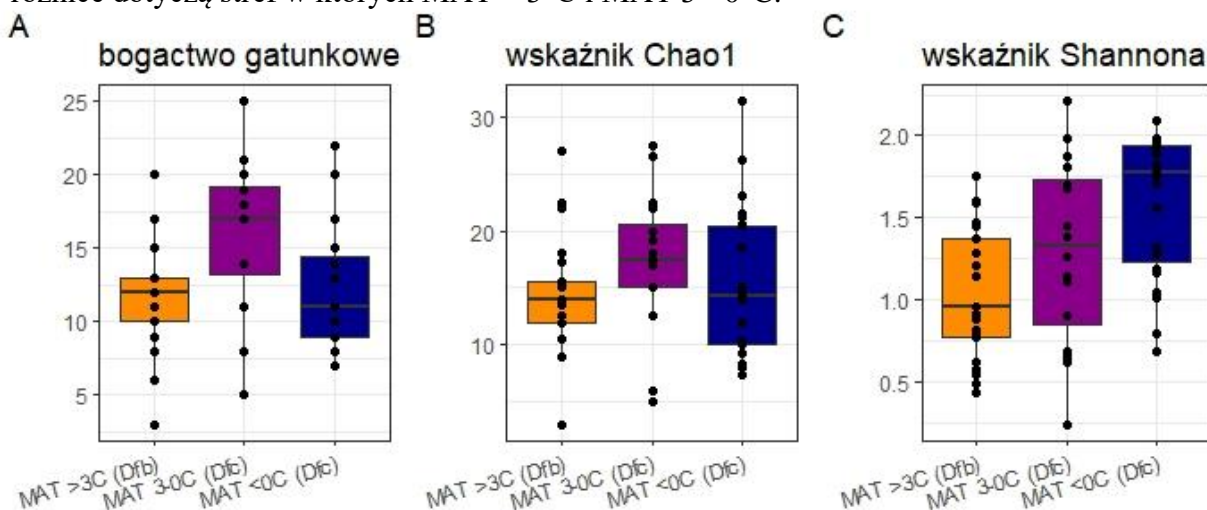 A B C
bogactwo gatunkowe wskaźnik Chao1 wskaźnik Shannona
25
20
15
10
5
30
20
10
2.0
1.5
1.0
0.5
MAT >3C (Dfb) MAT 3-0C (Dfc) MAT <0C (Dfc)
MAT >3C (Dfb) MAT 3-0C (Dfc) MAT <0C (Dfc)
MAT >3C (Dfb) MAT 3-0C (Dfc) MAT <0C (Dfc)